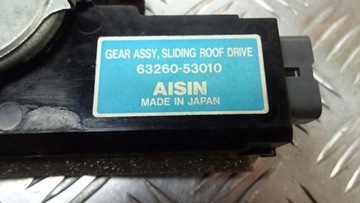 GEAR ASSY, SLIDING ROOF DRIVE
63260-53010
AISIN
MADE IN JAPAN